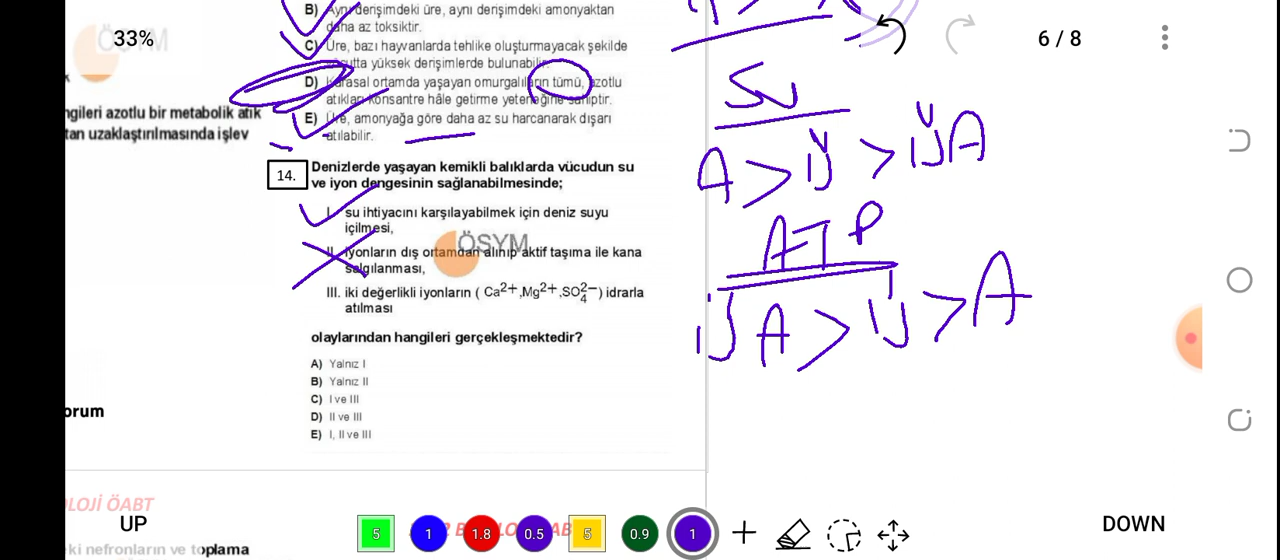 33%
6 / 8
ÖSYM
B) Aynı derişimdeki üre, aynı derişimdeki amonyaktan
daha az toksiktir.
C) Üre, bazı hayvanlarda tehlike oluşturmayacak şekilde
vücutta yüksek derişimlerde bulunabilir.
D) Karasal ortamda yaşayan omurgalıların tümü, azotlu
atıkları konsantre hâle getirme yeteneğine sahiptir.
E) Üre, amonyağa göre daha az su harcanarak dışarı
atılabilir.
ngileri azotlu bir metabolik atık
tan uzaklaştırılmasında işlev
14. Denizlerde yaşayan kemikli balıklarda vücudun su
ve iyon dengesinin sağlanabilmesinde;
I. su ihtiyacını karşılayabilmek için deniz suyu
içilmesi,
II. iyonların dış ortamdan alınıp aktif taşıma ile kana
salgılanması,
ÖSYM
III. iki değerlikli iyonların ( Ca2+,Mg2+,SO4 2−) idrarla
atılması
olaylarından hangileri gerçekleşmektedir?
A) Yalnız I
B) Yalnız II
C) I ve III
D) II ve III
E) I, II ve III
orum
SU
A > Ü > ÜA
ATP
ÜA > Ü > A
LOJİ ÖABT
UP
5 1 1.8 0.5 5 0.9 1
DOWN
ki nefronların ve toplama